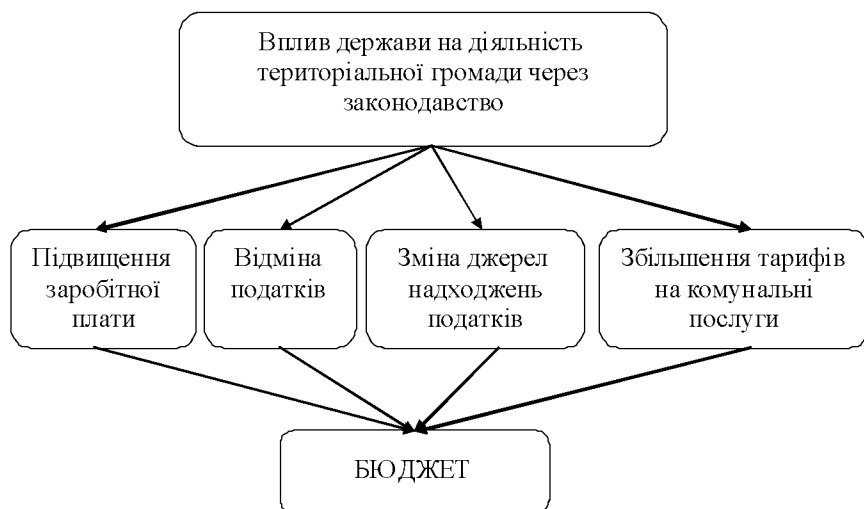 Вплив держави на діяльність
територіальної громади через
законодавство
Підвищення
заробітної
плати
Відміна
податків
Зміна джерел
надходжень
податків
Збільшення тарифів
на комунальні
послуги
БЮДЖЕТ